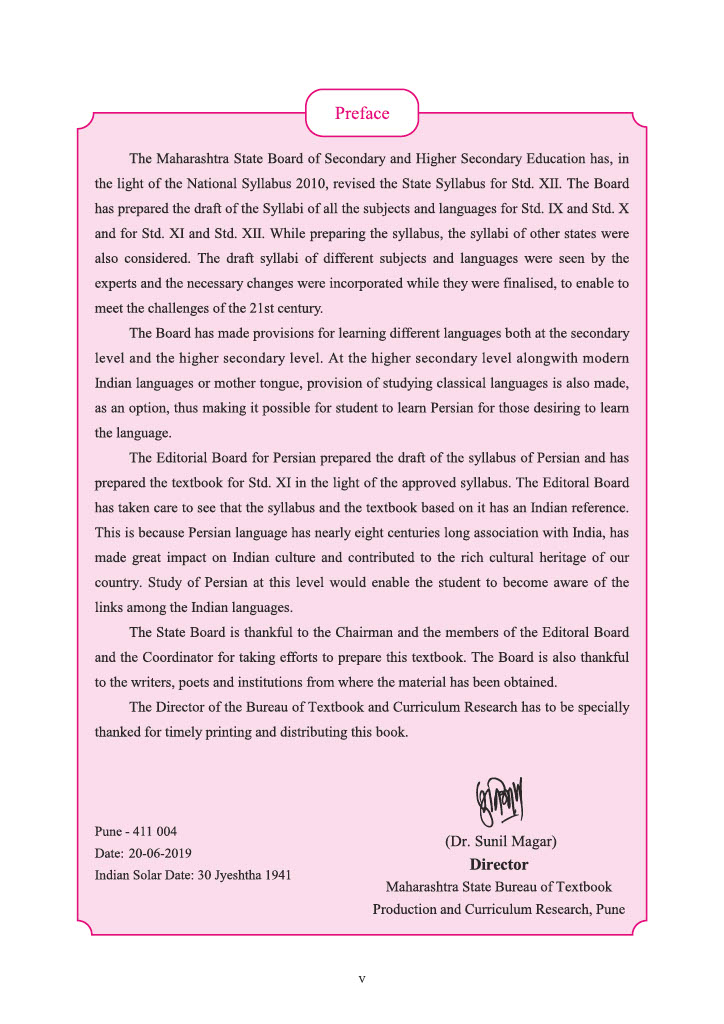 Preface
The Maharashtra State Board of Secondary and Higher Secondary Education has, in
the light of the National Syllabus 2010, revised the State Syllabus for Std. XII. The Board
has prepared the draft of the Syllabi of all the subjects and languages for Std. IX and Std. X
and for Std. XI and Std. XII. While preparing the syllabus, the syllabi of other states were
also considered. The draft syllabi of different subjects and languages were seen by the
experts and the necessary changes were incorporated while they were finalised, to enable to
meet the challenges of the 21st century.
The Board has made provisions for learning different languages both at the secondary
level and the higher secondary level. At the higher secondary level alongwith modern
Indian languages or mother tongue, provision of studying classical languages is also made,
as an option, thus making it possible for student to learn Persian for those desiring to learn
the language.
The Editorial Board for Persian prepared the draft of the syllabus of Persian and has
prepared the textbook for Std. XI in the light of the approved syllabus. The Editoral Board
has taken care to see that the syllabus and the textbook based on it has an Indian reference.
This is because Persian language has nearly eight centuries long association with India, has
made great impact on Indian culture and contributed to the rich cultural heritage of our
country. Study of Persian at this level would enable the student to become aware of the
links among the Indian languages.
The State Board is thankful to the Chairman and the members of the Editoral Board
and the Coordinator for taking efforts to prepare this textbook. The Board is also thankful
to the writers, poets and institutions from where the material has been obtained.
The Director of the Bureau of Textbook and Curriculum Research has to be specially
thanked for timely printing and distributing this book.
Pune - 411 004
Date: 20-06-2019
Indian Solar Date: 30 Jyeshtha 1941
(Dr. Sunil Magar)
Director
Maharashtra State Bureau of Textbook
Production and Curriculum Research, Pune
v